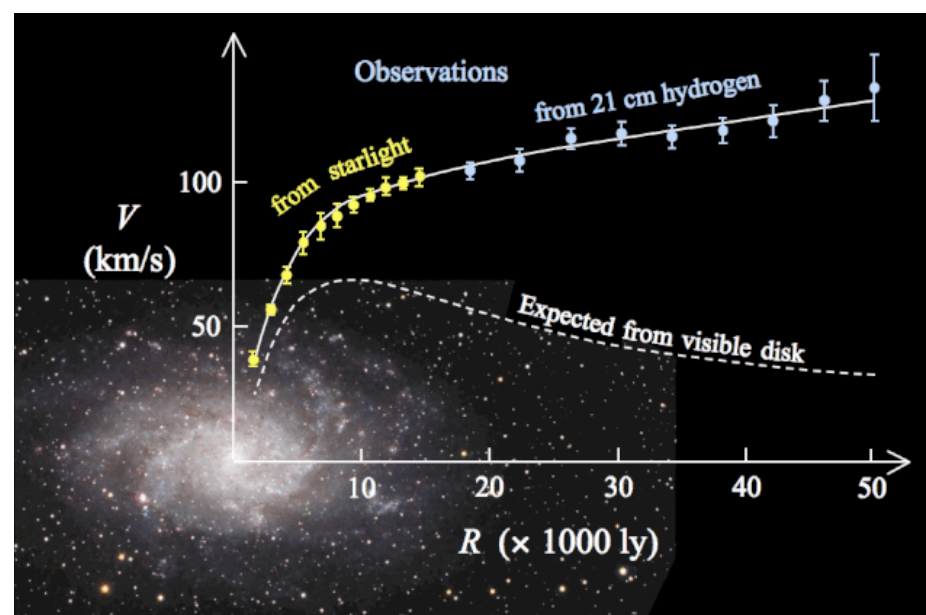 Observations
from 21 cm hydrogen
from starlight
100
V
(km/s)
50
Expected from visible disk
10 20 30 40 50
R (× 1000 ly)